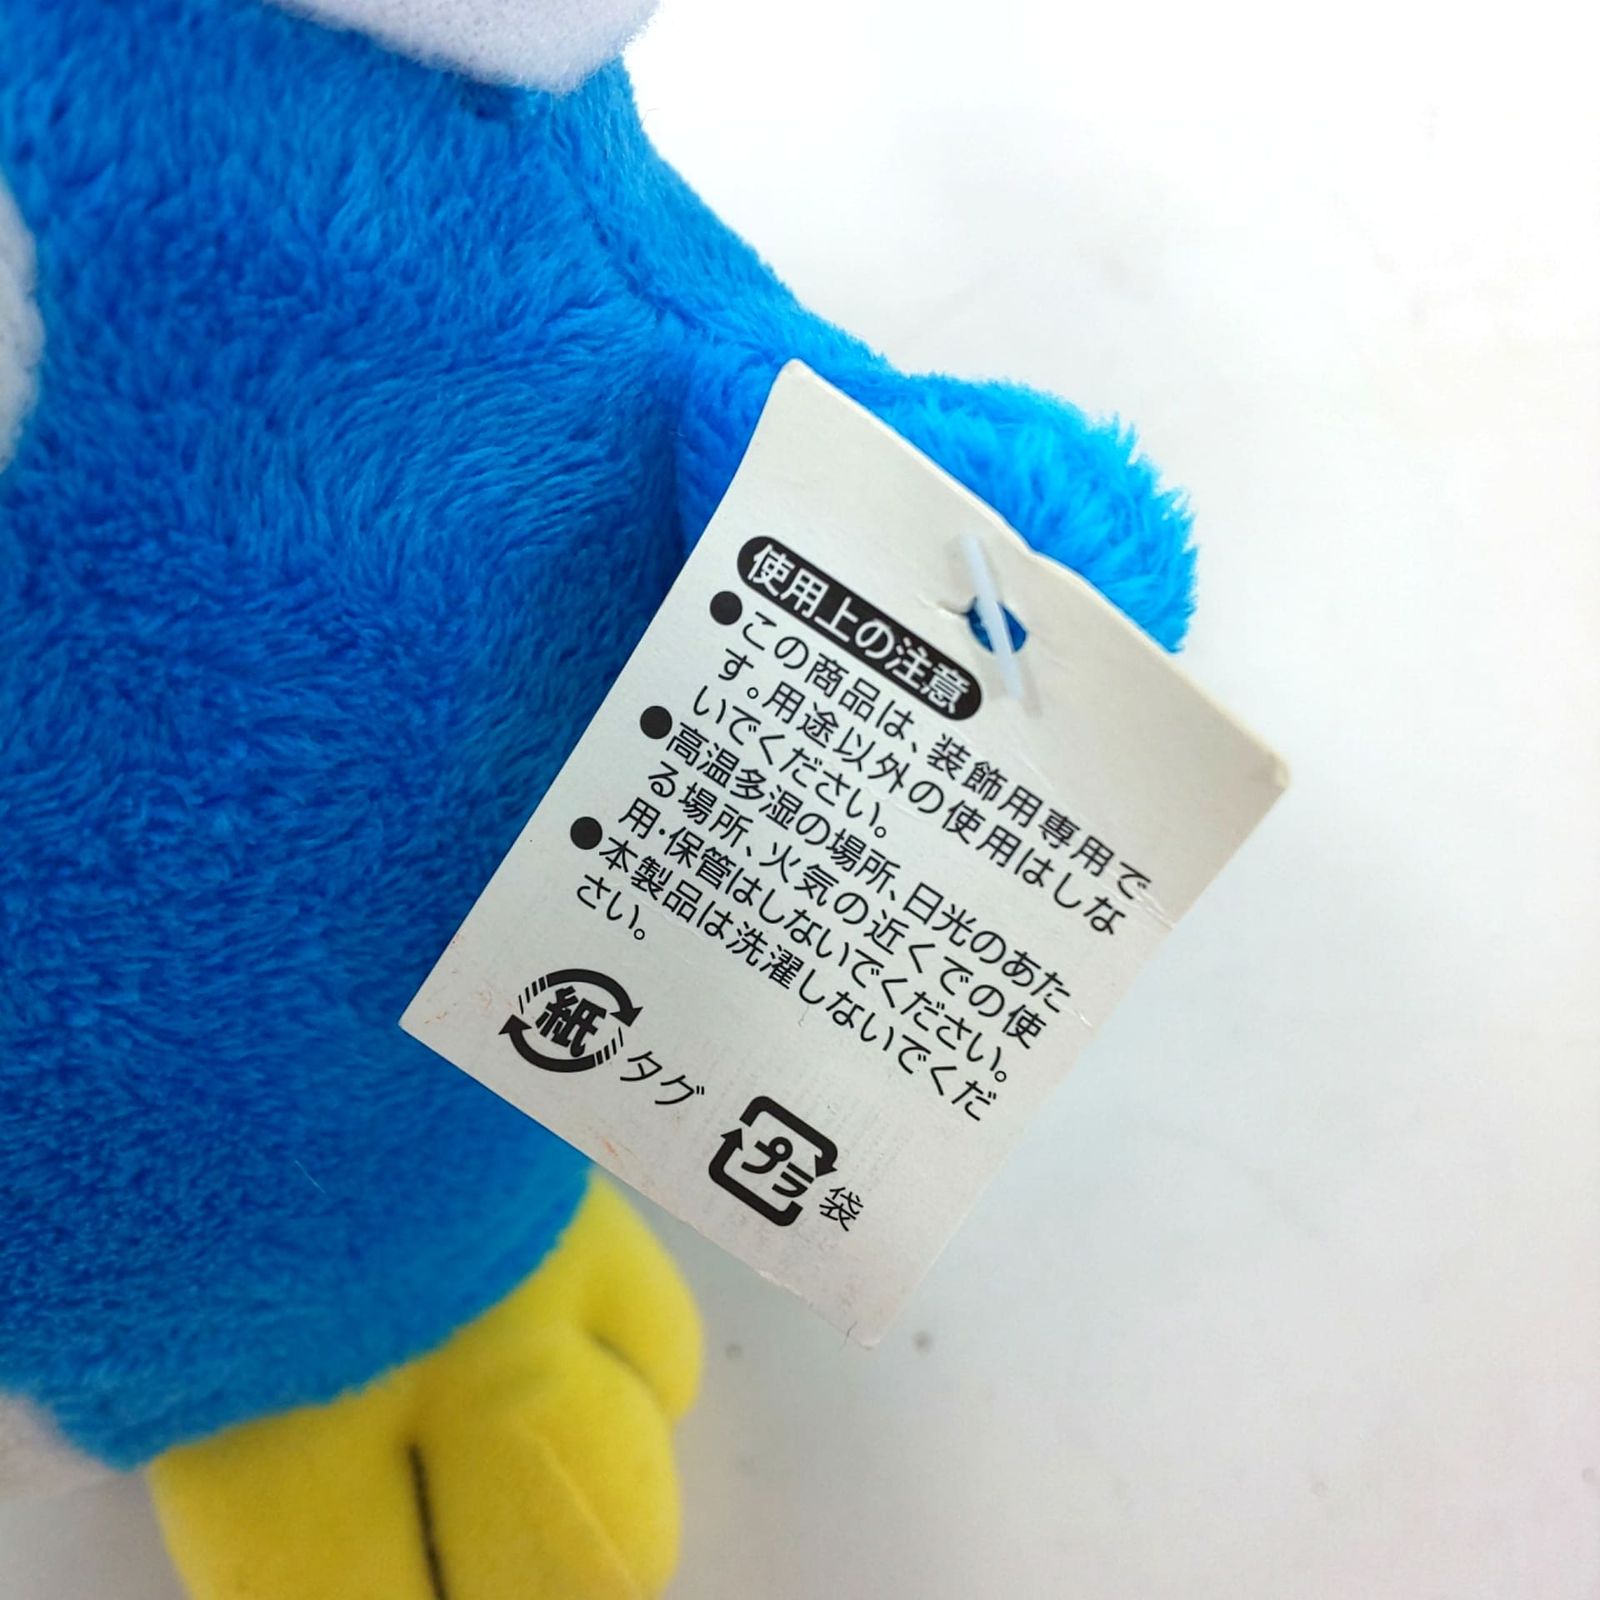 使用上の注意
●この商品は、装飾用専用で
す。用途以外の使用はしな
いでください。
●高温多湿の場所、日光のあた
る場所、火気の近くでの使
用・保管はしないでください。
●本製品は洗濯しないでくだ
さい。
紙 タグ
プラ 袋